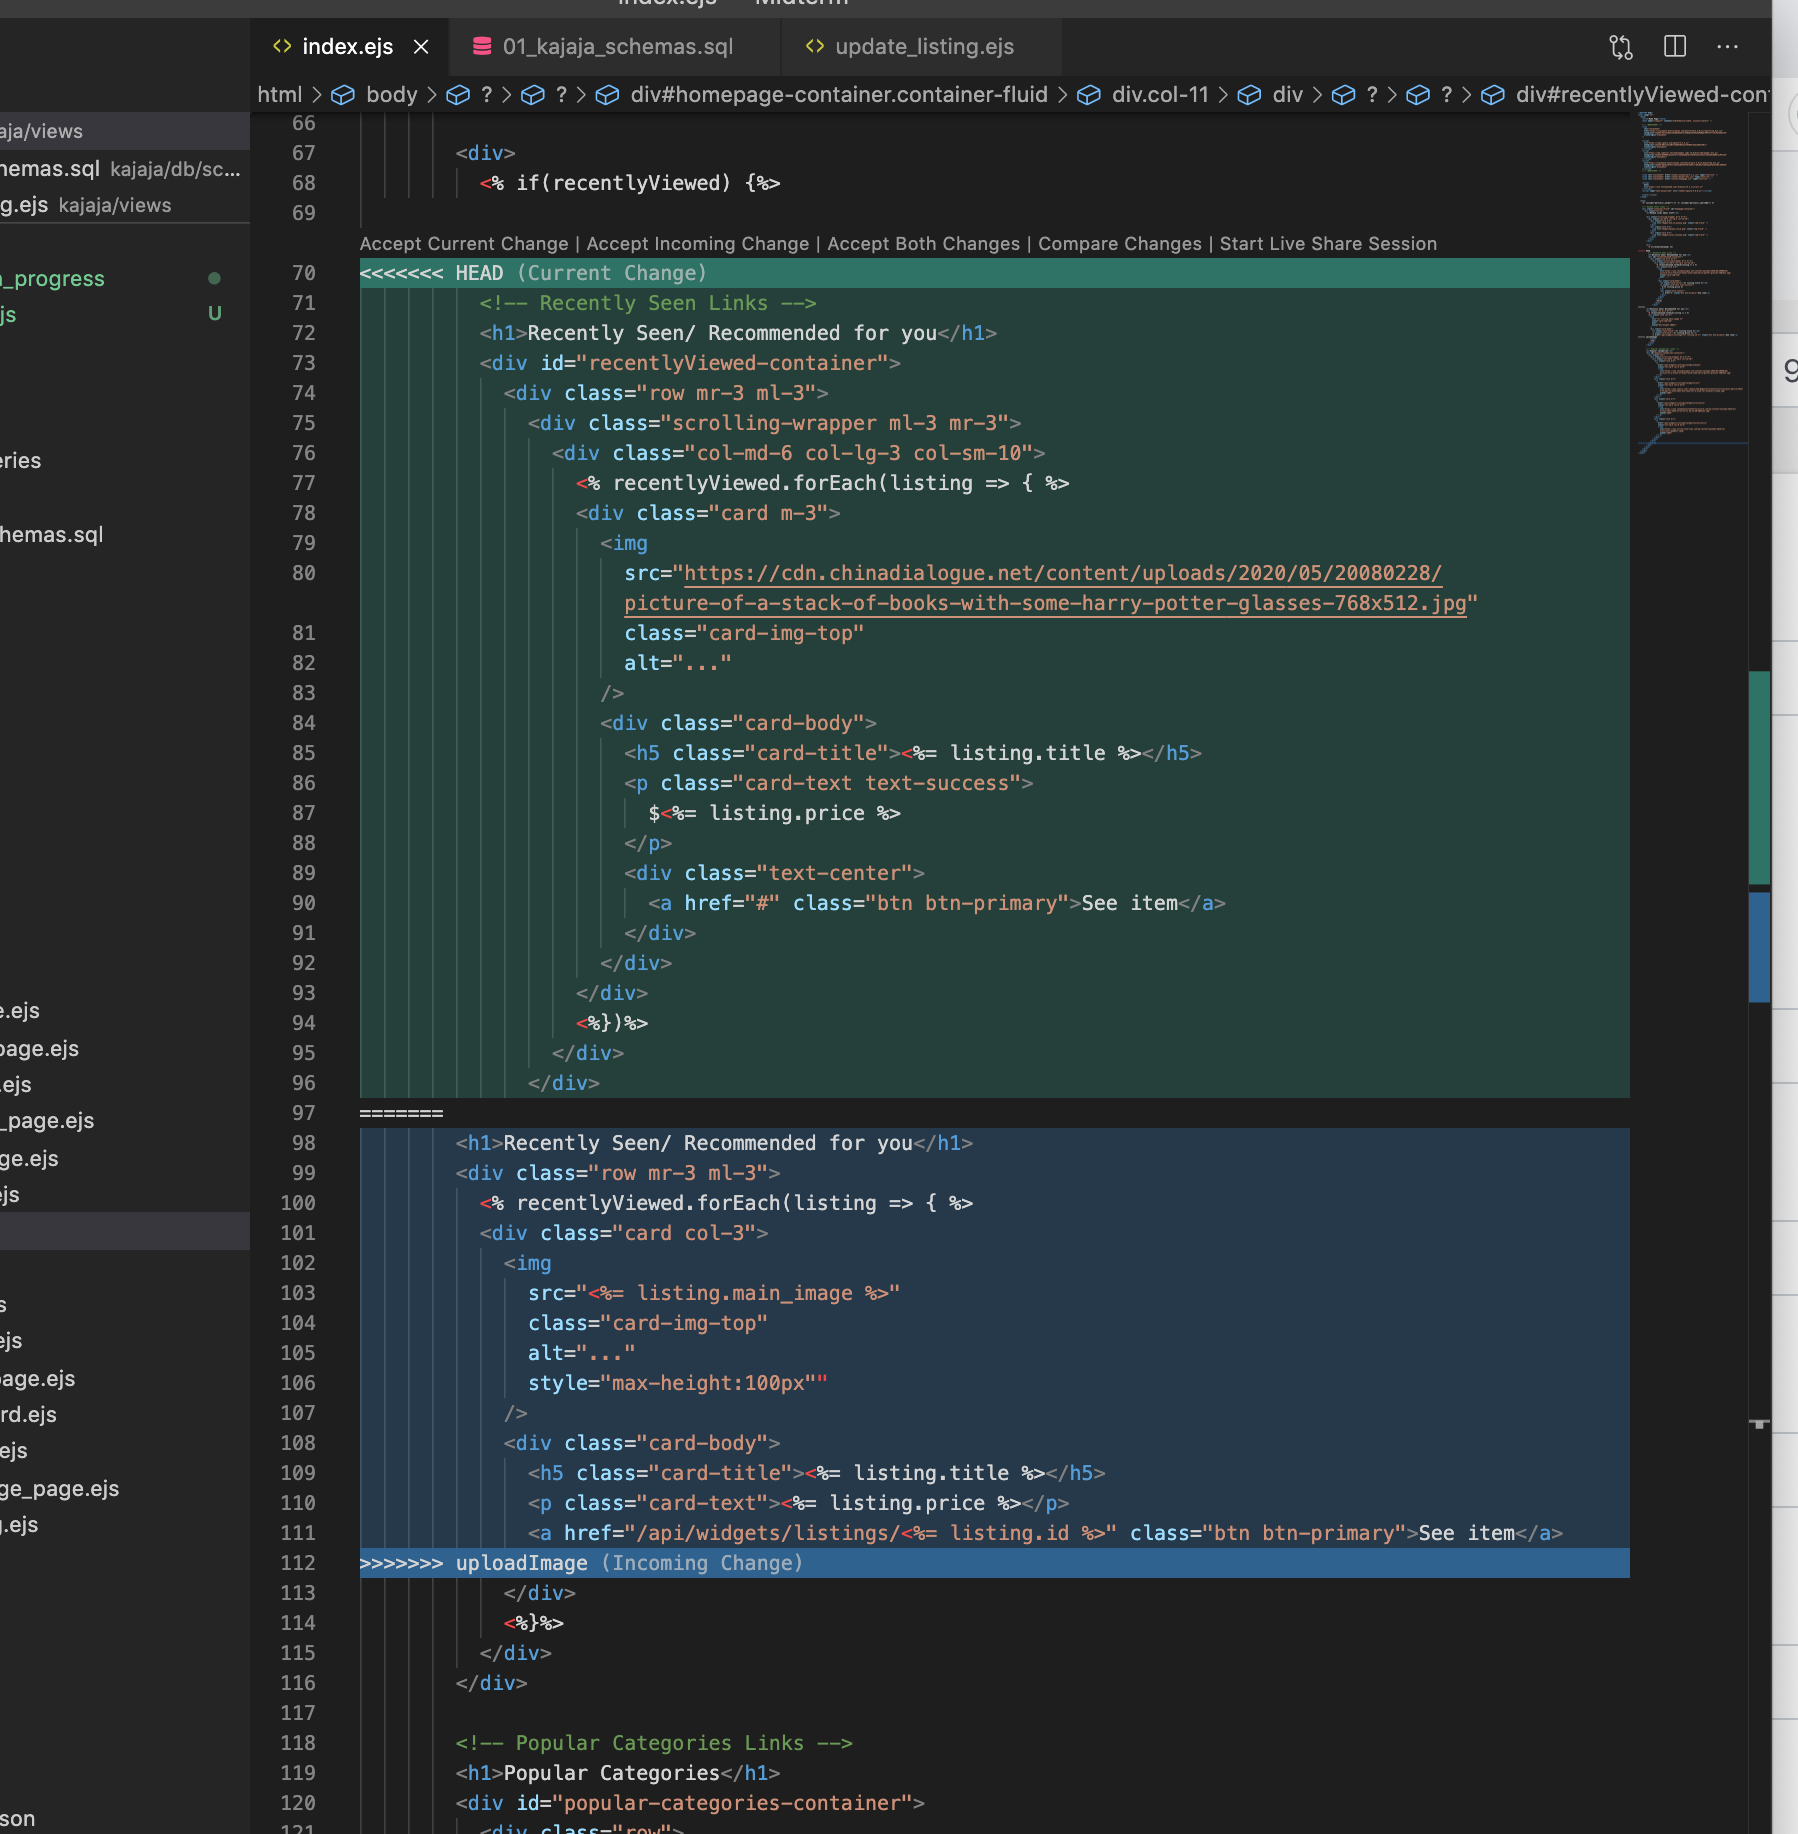 index.ejs — Midterm
index.ejs
01_kajaja_schemas.sql
update_listing.ejs
html > body > ? > ? > div#homepage-container.container-fluid > div.col-11 > div > ? > ? > div#recentlyViewed-con
aja/views
hemas.sql kajaja/db/sc...
g.ejs kajaja/views
_progress
js U
eries
hemas.sql
e.ejs
page.ejs
.ejs
_page.ejs
ge.ejs
ejs
s
ejs
page.ejs
rd.ejs
ejs
ge_page.ejs
g.ejs
son
66
67 <div>
68 <% if(recentlyViewed) {%>
69
Accept Current Change | Accept Incoming Change | Accept Both Changes | Compare Changes | Start Live Share Session
70 <<<<<<< HEAD (Current Change)
71 <!-- Recently Seen Links -->
72 <h1>Recently Seen/ Recommended for you</h1>
73 <div id="recentlyViewed-container">
74 <div class="row mr-3 ml-3">
75 <div class="scrolling-wrapper ml-3 mr-3">
76 <div class="col-md-6 col-lg-3 col-sm-10">
77 <% recentlyViewed.forEach(listing => { %>
78 <div class="card m-3">
79 <img
80 src="https://cdn.chinadialogue.net/content/uploads/2020/05/20080228/
picture-of-a-stack-of-books-with-some-harry-potter-glasses-768x512.jpg"
81 class="card-img-top"
82 alt="..."
83 />
84 <div class="card-body">
85 <h5 class="card-title"><%= listing.title %></h5>
86 <p class="card-text text-success">
87 $<%= listing.price %>
88 </p>
89 <div class="text-center">
90 <a href="#" class="btn btn-primary">See item</a>
91 </div>
92 </div>
93 </div>
94 <%})%>
95 </div>
96 </div>
97 =======
98 <h1>Recently Seen/ Recommended for you</h1>
99 <div class="row mr-3 ml-3">
100 <% recentlyViewed.forEach(listing => { %>
101 <div class="card col-3">
102 <img
103 src="<%= listing.main_image %>"
104 class="card-img-top"
105 alt="..."
106 style="max-height:100px""
107 />
108 <div class="card-body">
109 <h5 class="card-title"><%= listing.title %></h5>
110 <p class="card-text"><%= listing.price %></p>
111 <a href="/api/widgets/listings/<%= listing.id %>" class="btn btn-primary">See item</a>
112 >>>>>>> uploadImage (Incoming Change)
113 </div>
114 <%}%>
115 </div>
116 </div>
117
118 <!-- Popular Categories Links -->
119 <h1>Popular Categories</h1>
120 <div id="popular-categories-container">
121 <div class="row">